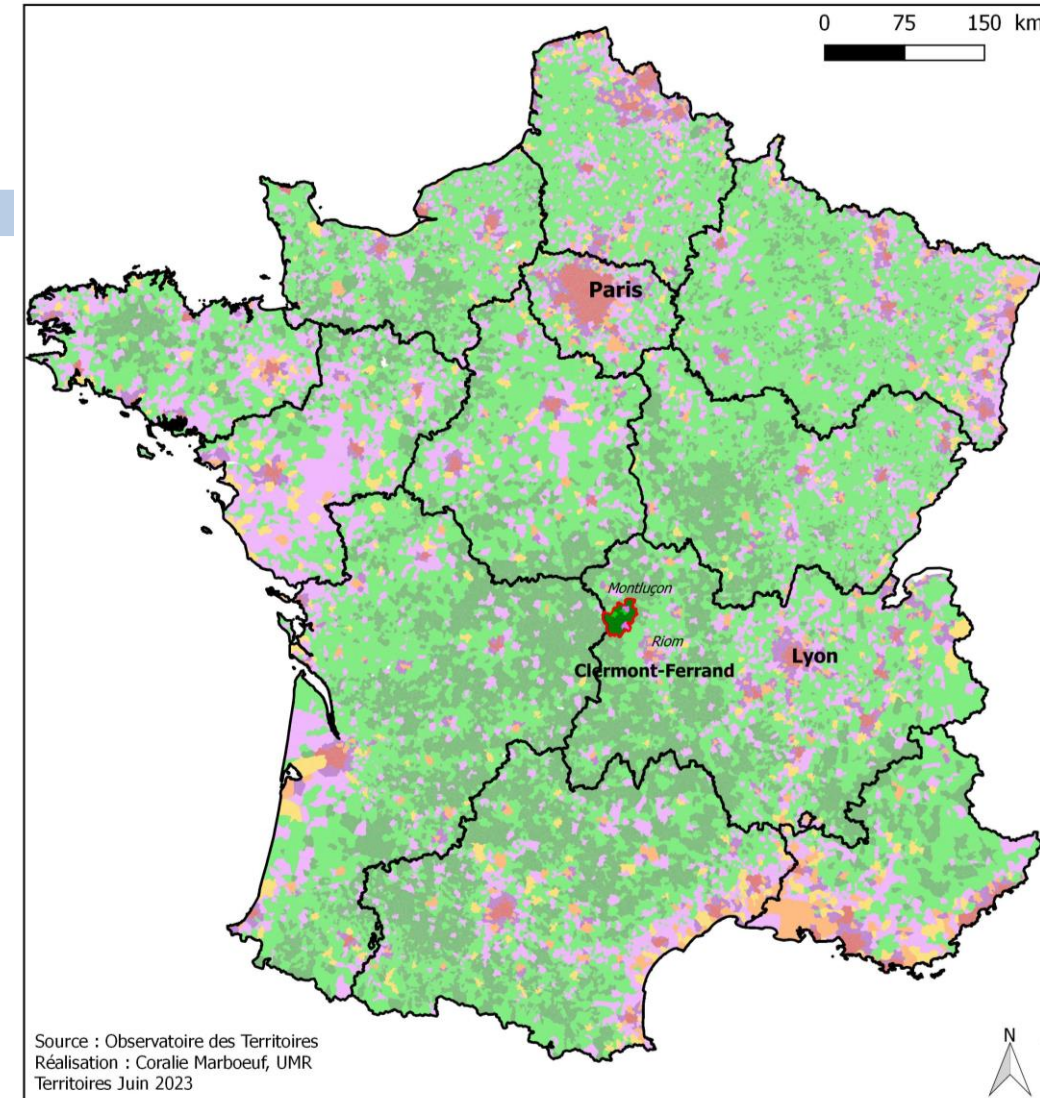 0 75 150 km
Paris
Montluçon
Riom
Clermont-Ferrand
Lyon
Source : Observatoire des Territoires
Réalisation : Coralie Marboeuf, UMR
Territoires Juin 2023
N